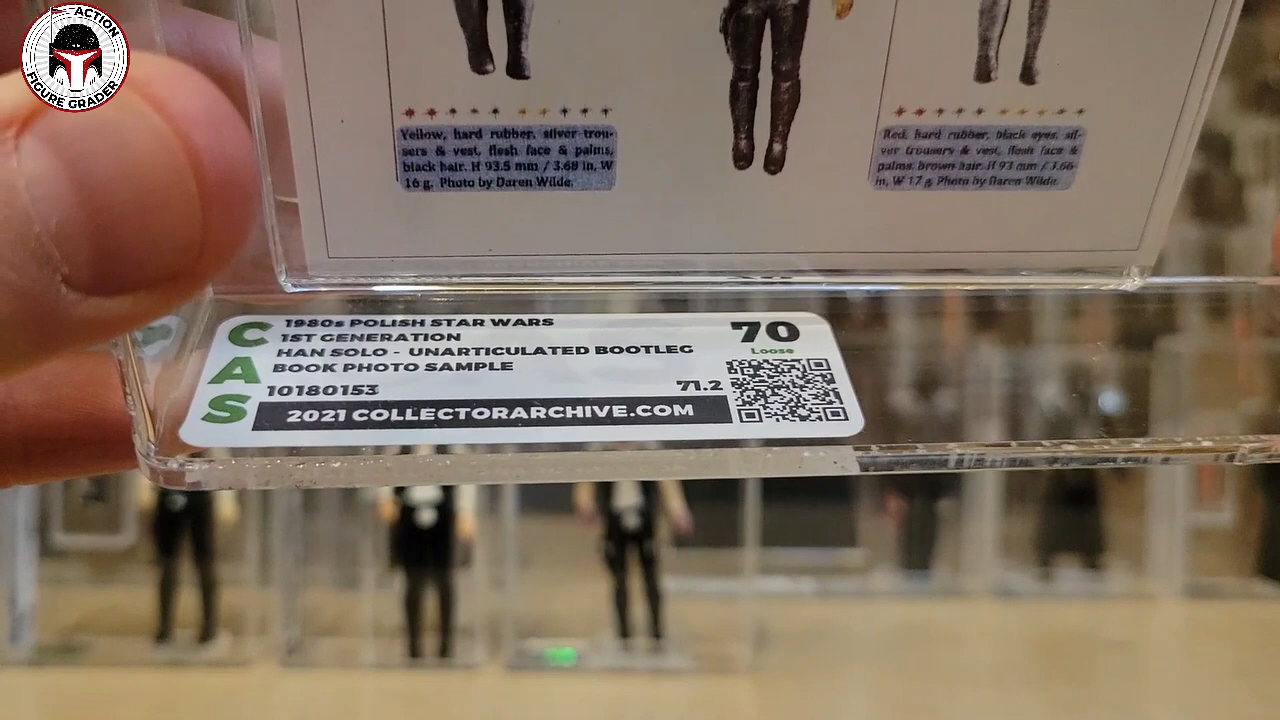 ACTION
FIGURE GRADER
Yellow, hard rubber, silver trou-
sers & vest, flesh face & palms,
black hair. H 93.5 mm / 3.68 in, W
16 g. Photo by Daren Wilde.
Red, hard rubber, black eyes, sil-
ver trousers & vest, flesh face &
palms, brown hair. H 93 mm / 3.66
in, W 17 g. Photo by Daren Wilde.
CAS
1980s POLISH STAR WARS
1ST GENERATION
HAN SOLO - UNARTICULATED BOOTLEG
BOOK PHOTO SAMPLE
10180153
71.2
2021 COLLECTORARCHIVE.COM
70
Loose